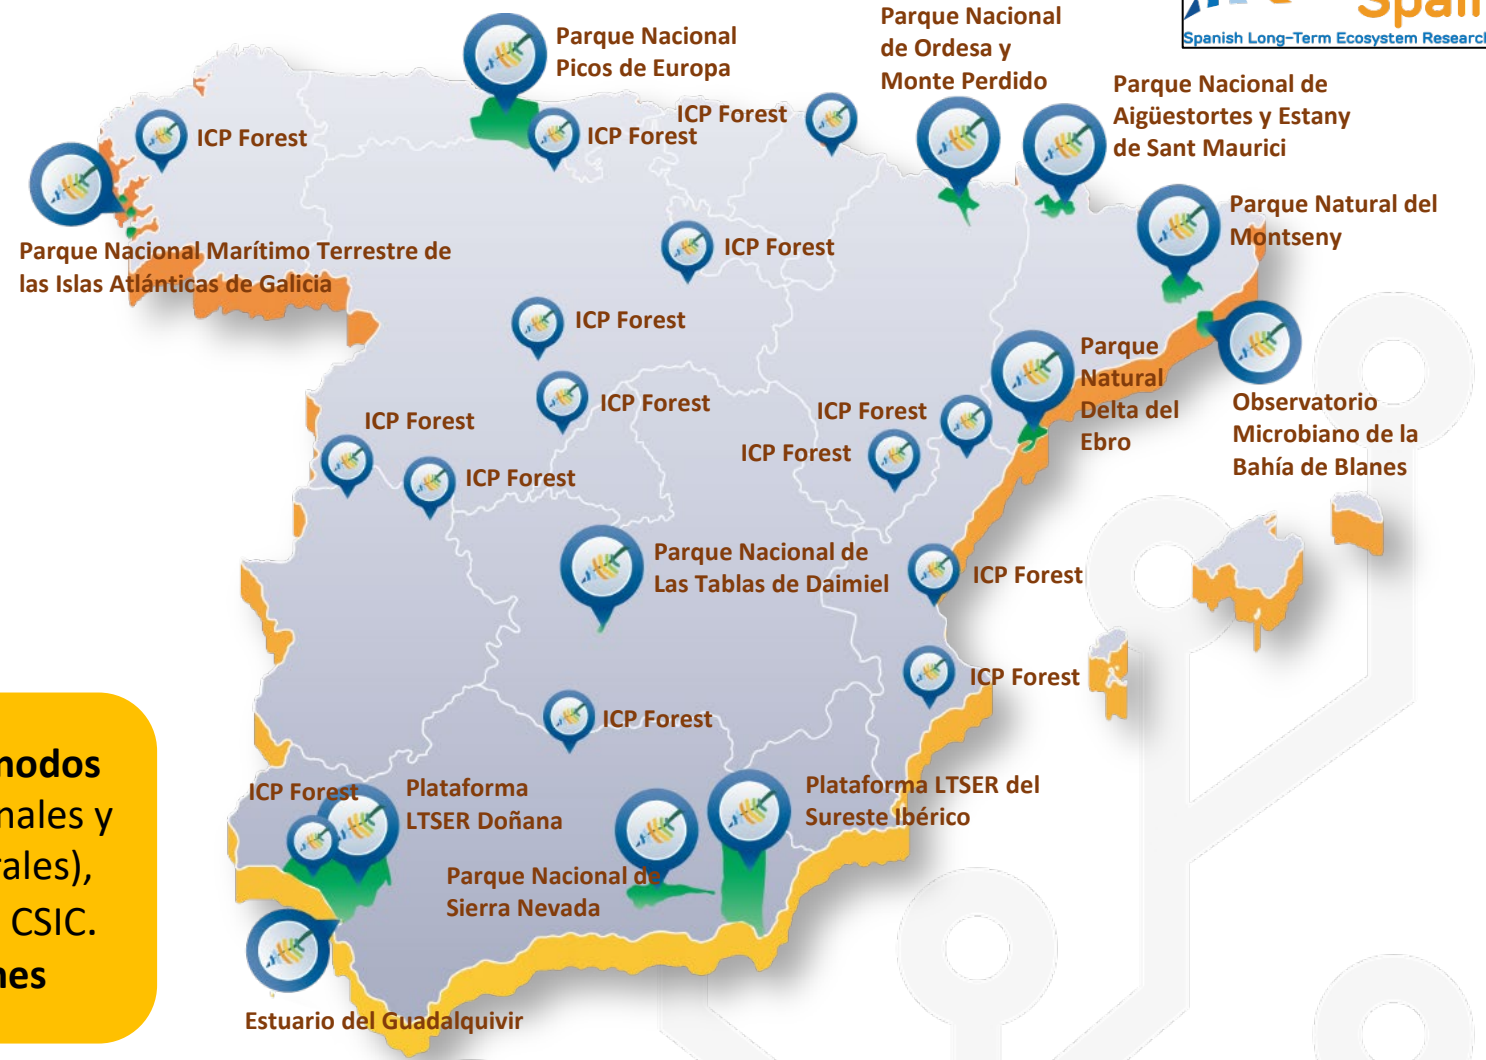 Parque Nacional
de Ordesa y
Monte Perdido
Spanish Long-Term Ecosystem Research
Parque Nacional
Picos de Europa
Parque Nacional de
Aigüestortes y Estany
de Sant Maurici
ICP Forest
ICP Forest
ICP Forest
Parque Natural del
Montseny
Parque Nacional Marítimo Terrestre de
las Islas Atlánticas de Galicia
ICP Forest
ICP Forest
Parque
Natural
Delta del
Ebro
Observatorio
Microbiano de la
Bahía de Blanes
ICP Forest
ICP Forest
ICP Forest
ICP Forest
ICP Forest
Parque Nacional de
Las Tablas de Daimiel
ICP Forest
ICP Forest
ICP Forest
ICP Forest
Plataforma
LTSER Doñana
Plataforma LTSER del
Sureste Ibérico
Parque Nacional de
Sierra Nevada
Estuario del Guadalquivir
nodos
y
CSIC.